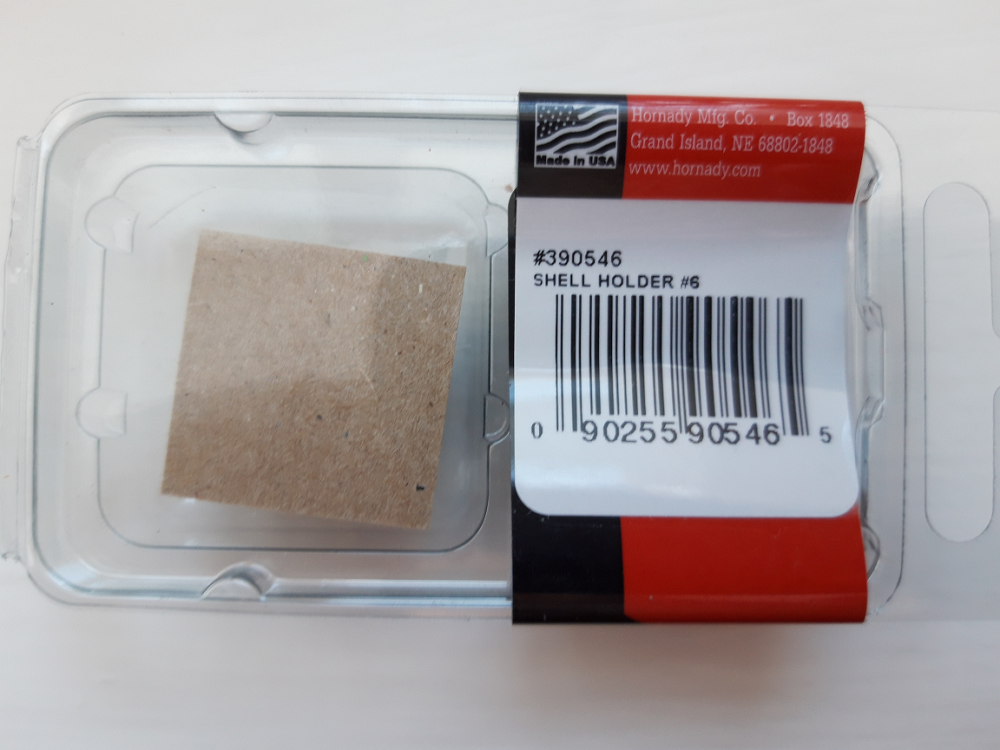 Made in USA
Hornady Mfg. Co. • Box 1848
Grand Island, NE 68802-1848
www.hornady.com
#390546
SHELL HOLDER #6
0 90255 90546 5